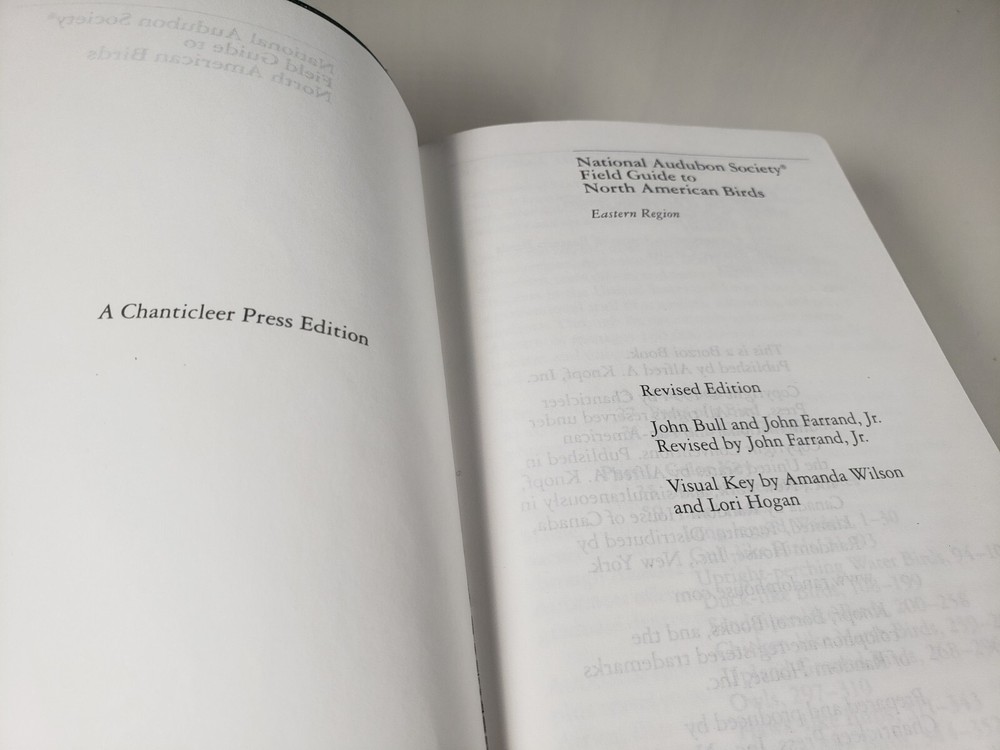 A Chanticleer Press Edition
National Audubon Society®
Field Guide to
North American Birds
Eastern Region
Revised Edition
John Bull and John Farrand, Jr.
Revised by John Farrand, Jr.
Visual Key by Amanda Wilson
and Lori Hogan